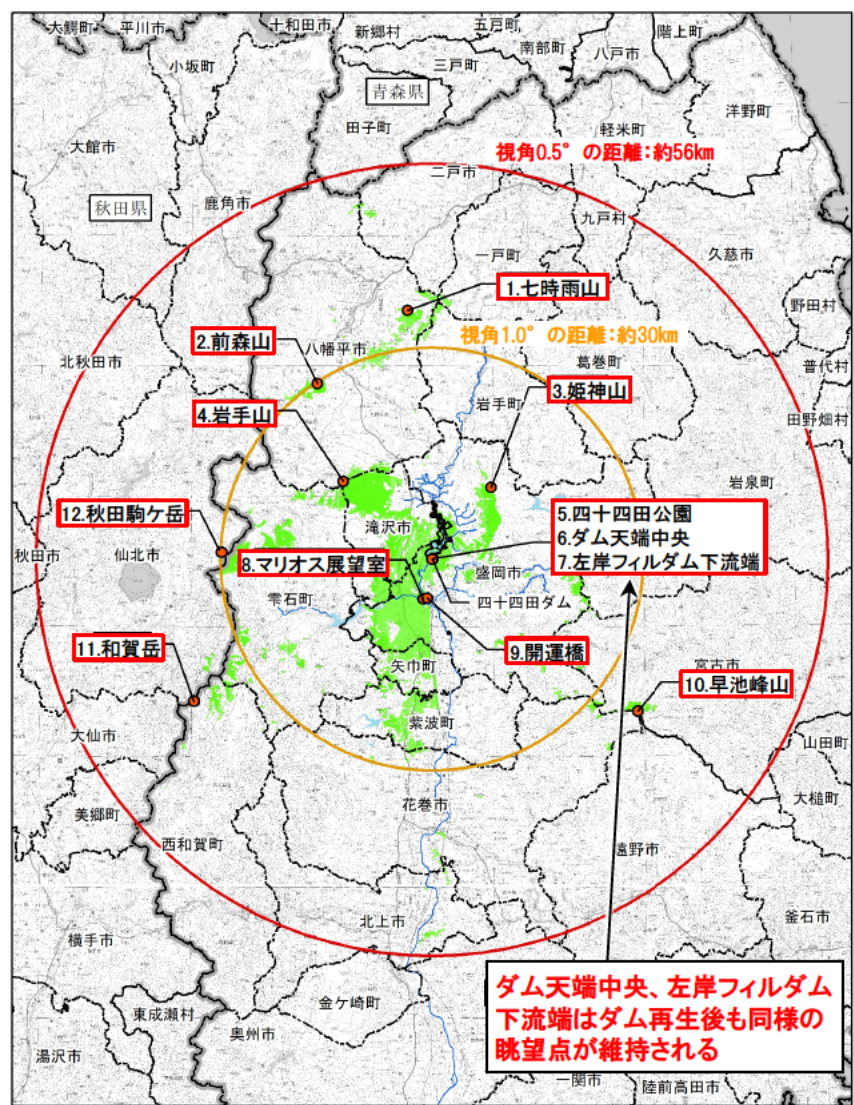 大鰐町
平川市
十和田市
新郷村
五戸町
階上町
南部町
八戸市
小坂町
三戸町
青森県
田子町
軽米町
洋野町
大館市
視角0.5°の距離:約56km
二戸市
秋田県
鹿角市
九戸村
一戸町
久慈市
1.七時雨山
野田村
視角1.0°の距離:約30km
2.前森山
八幡平市
北秋田市
葛巻町
普代村
3.姫神山
岩手町
4.岩手山
田野畑村
岩泉町
12.秋田駒ケ岳
滝沢市
5.四十四田公園
6.ダム天端中央
7.左岸フィルダム下流端
秋田市
仙北市
8.マリオス展望室
盛岡市
雫石町
四十四田ダム
11.和賀岳
9.開運橋
矢巾町
宮古市
10.早池峰山
紫波町
大仙市
山田町
大槌町
花巻市
美郷町
西和賀町
遠野市
北上市
釜石市
横手市
ダム天端中央、左岸フィルダム
下流端はダム再生後も同様の
眺望点が維持される
金ケ崎町
東成瀬村
奥州市
湯沢市
一関市
陸前高田市